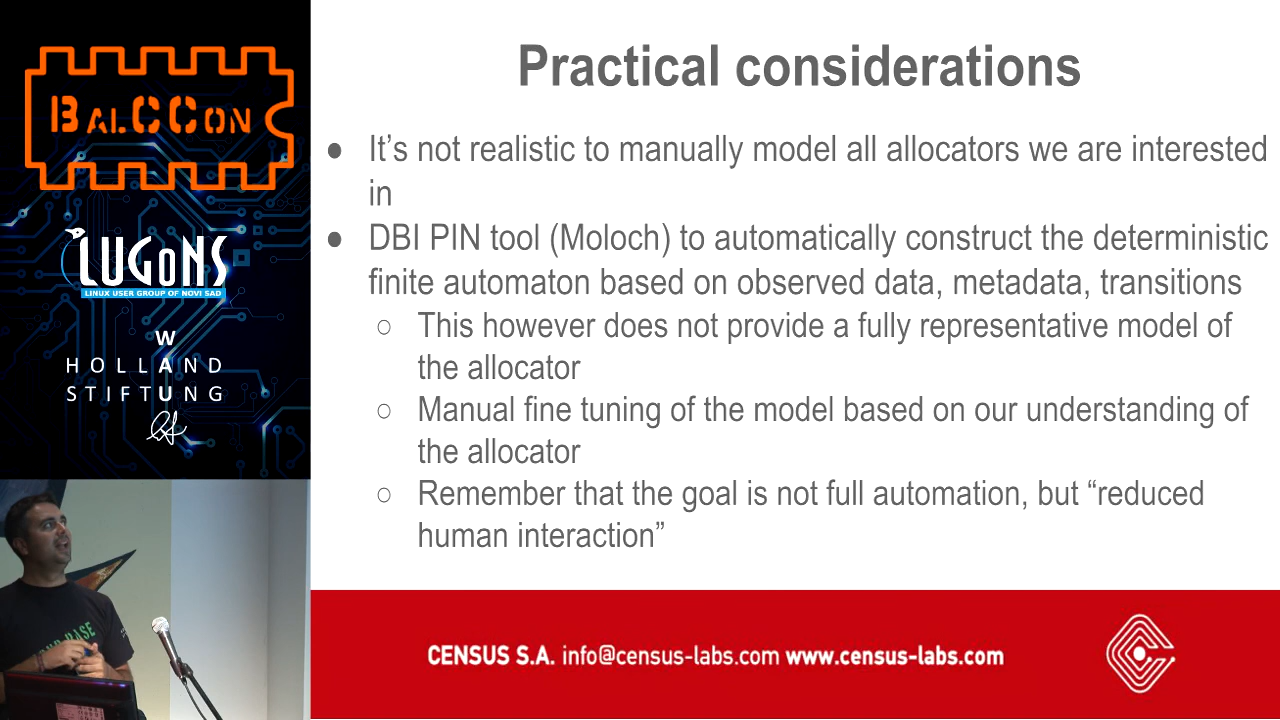 BALCCON
LUGONS
LINUX USER GROUP OF NOVI SAD
W
HOLLAND
STIFTUNG
Practical considerations
● It’s not realistic to manually model all allocators we are interested
in
● DBI PIN tool (Moloch) to automatically construct the deterministic
finite automaton based on observed data, metadata, transitions
○ This however does not provide a fully representative model of
the allocator
○ Manual fine tuning of the model based on our understanding of
the allocator
○ Remember that the goal is not full automation, but “reduced
human interaction”
CENSUS S.A. info@census-labs.com www.census-labs.com